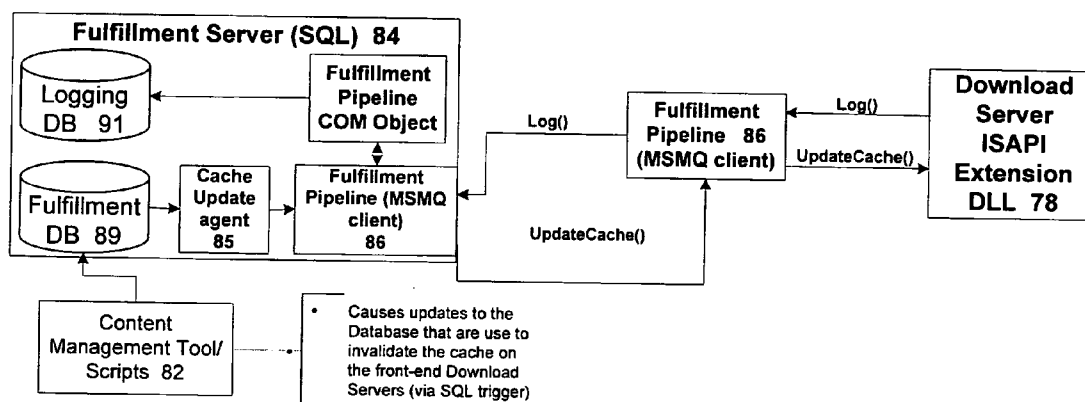 Fulfillment Server (SQL) 84
Logging
DB 91
Fulfillment
Pipeline
COM Object
Fulfillment
DB 89
Cache
Update
agent
85
Fulfillment
Pipeline (MSMQ
client)
86
Log()
UpdateCache()
Fulfillment
Pipeline 86
(MSMQ client)
Log()
UpdateCache()
Download
Server
ISAPI
Extension
DLL 78
Content
Management Tool/
Scripts 82
• Causes updates to the
Database that are use to
invalidate the cache on
the front-end Download
Servers (via SQL trigger)